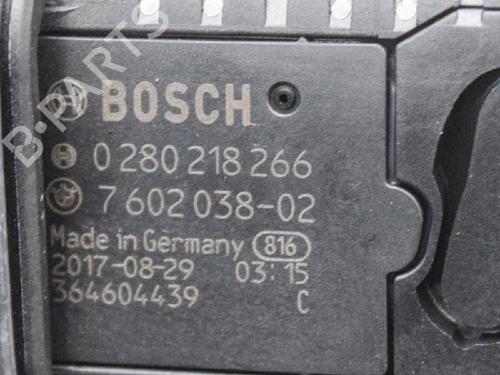 B-PARTS
BOSCH
0 280 218 266
7 602 038-02
Made in Germany 816
2017-08-29 03:15
364604439 C